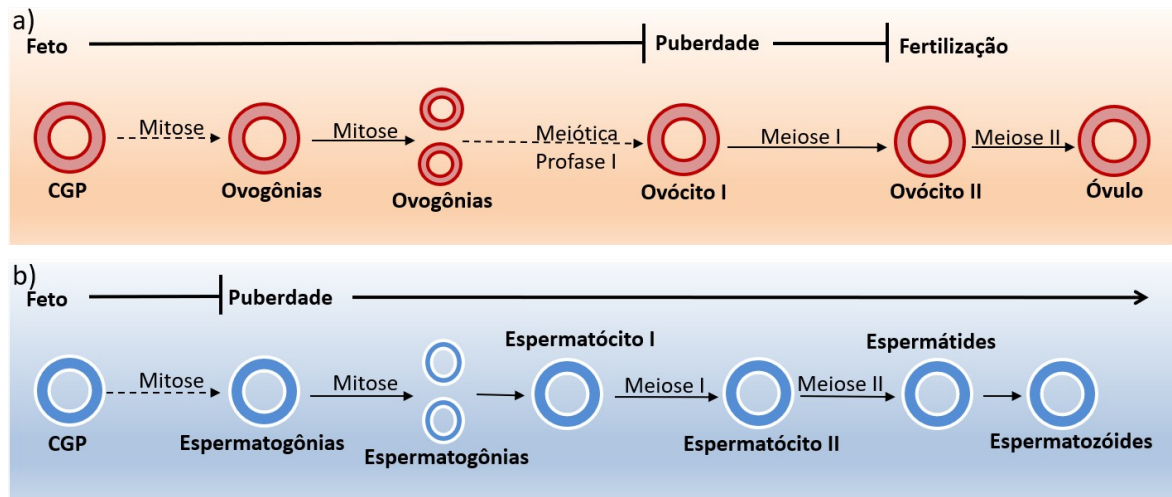 a)
Feto
Puberdade
Fertilização
Mitose
Mitose
Meiótica
Profase I
Meiose I
Meiose II
CGP
Ovogônias
Ovogônias
Ovócito I
Ovócito II
Óvulo
b)
Feto
Puberdade
Espermatócito I
Espermátides
Mitose
Mitose
Meiose I
Meiose II
CGP
Espermatogônias
Espermatogônias
Espermatócito II
Espermatozóides